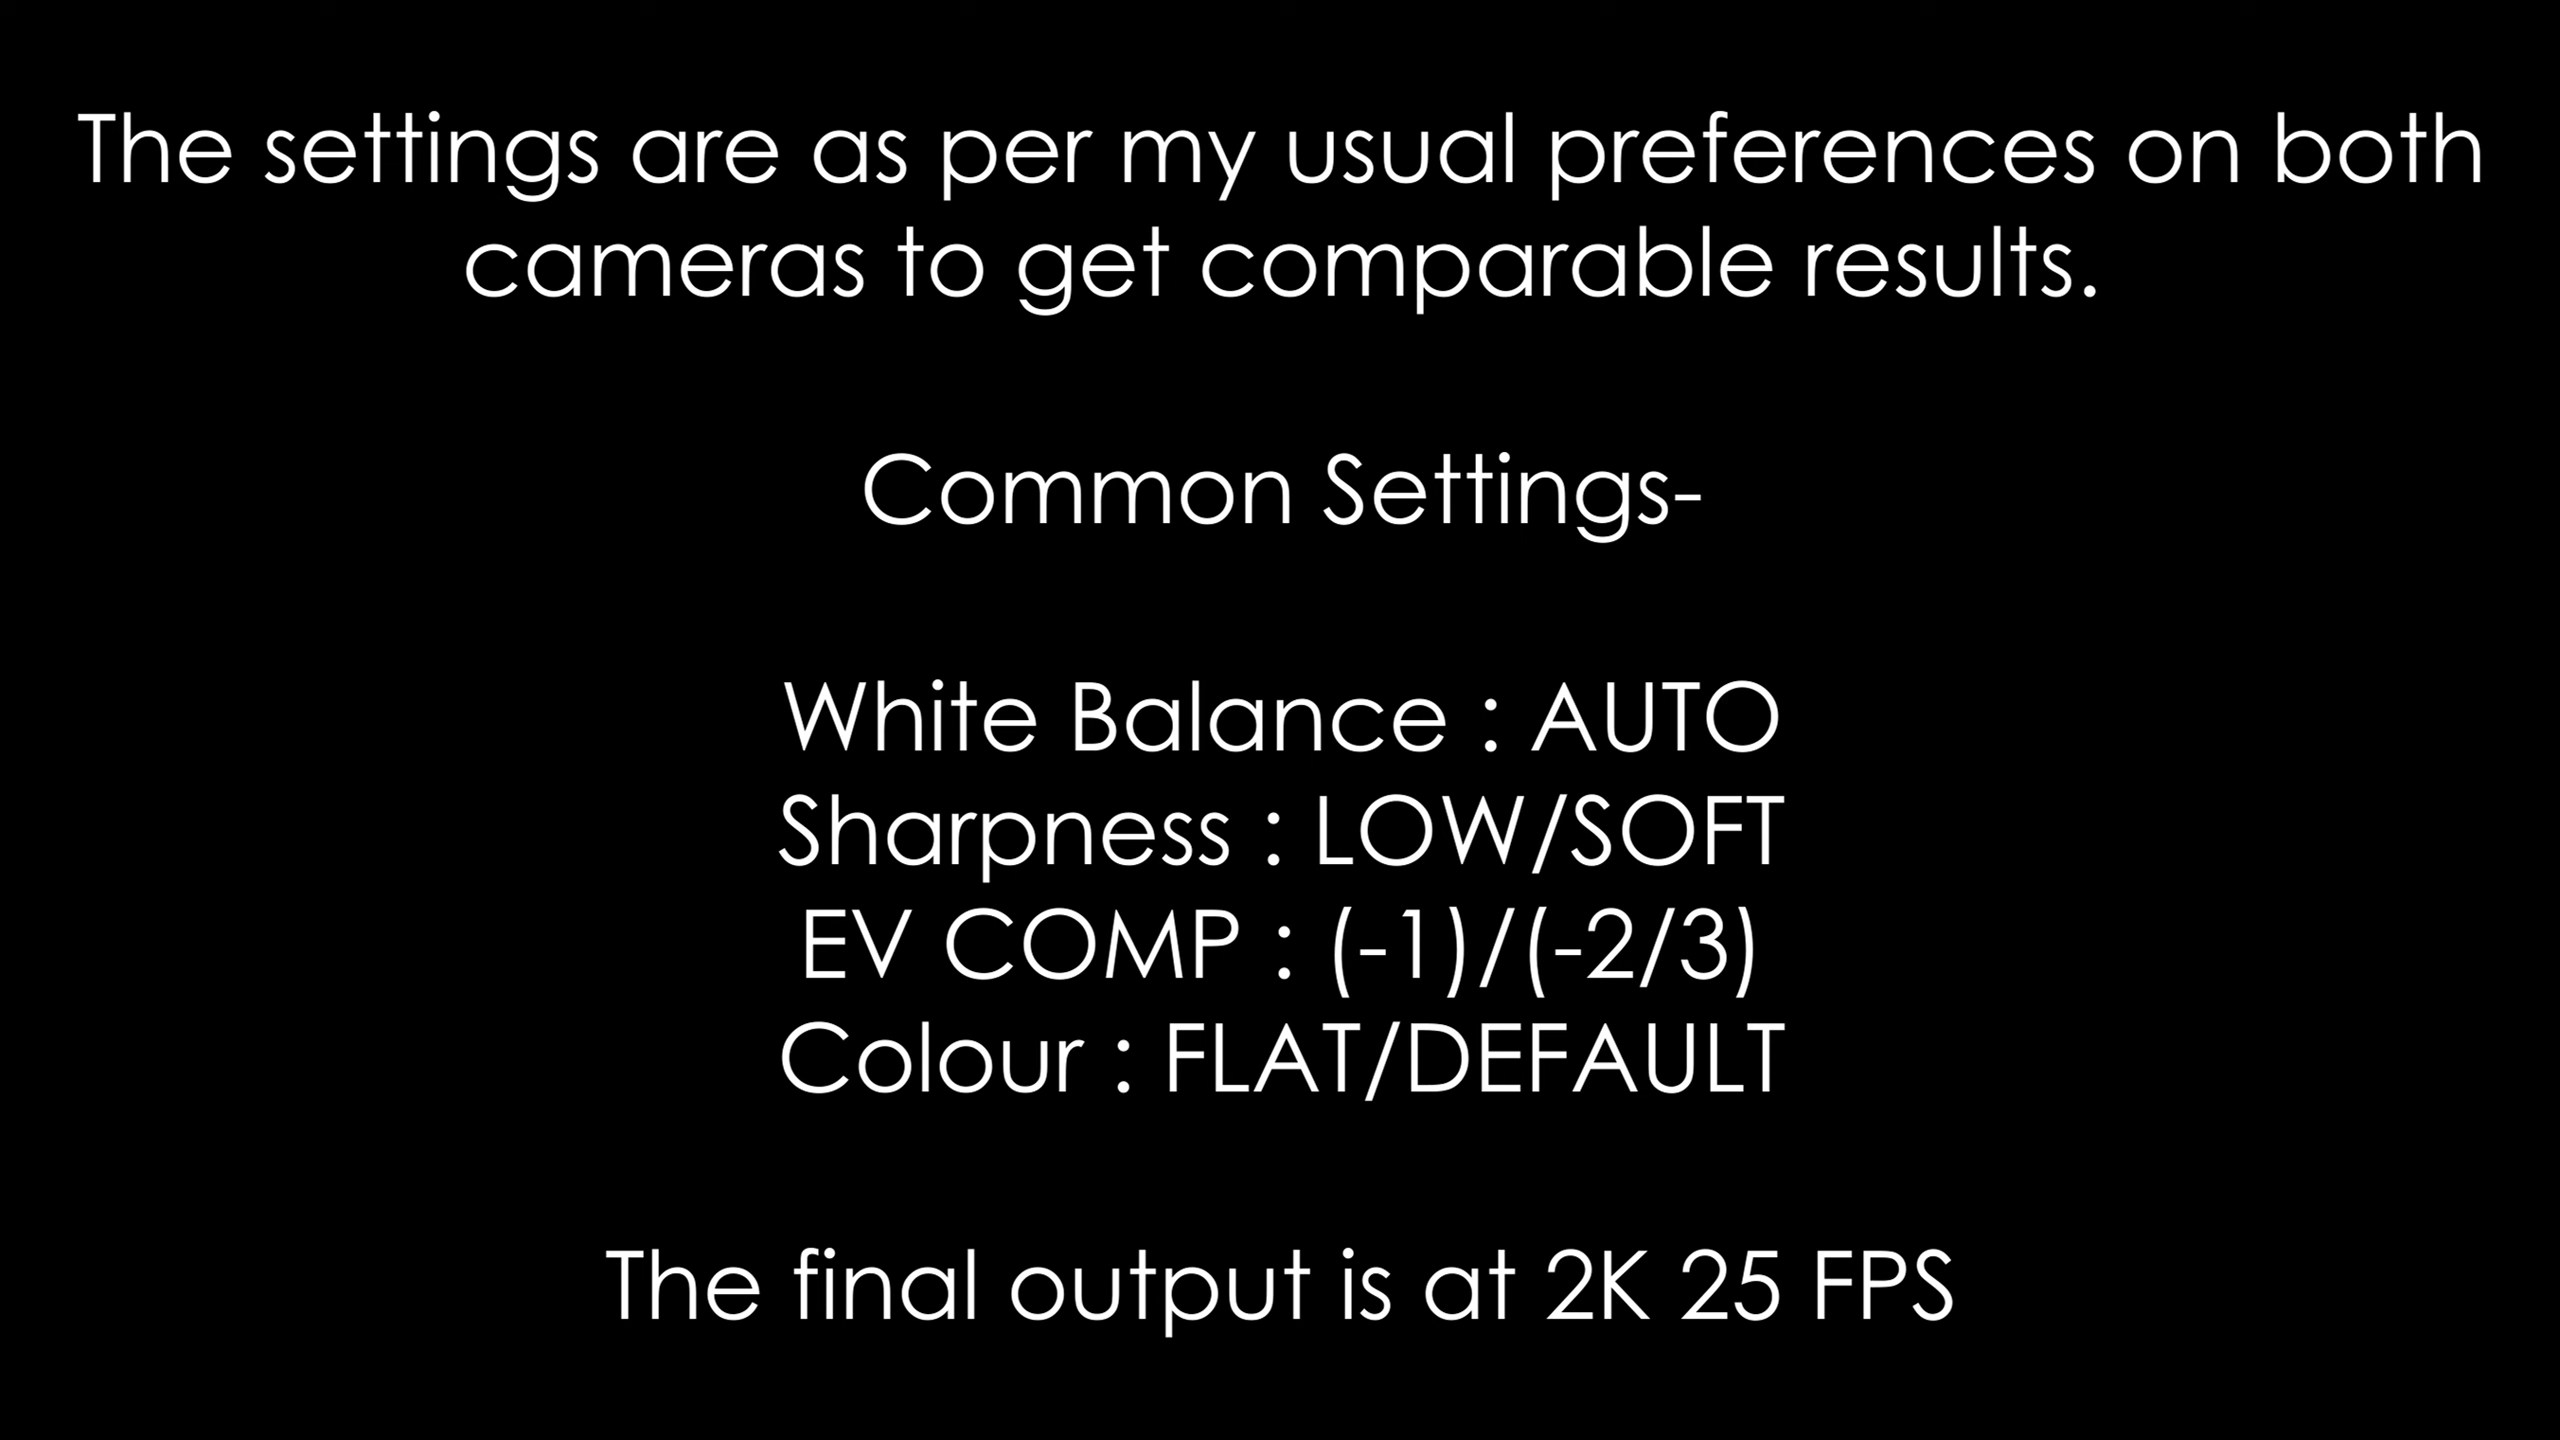 The settings are as per my usual preferences on both
cameras to get comparable results.
Common Settings-
White Balance : AUTO
Sharpness : LOW/SOFT
EV COMP : (-1)/(-2/3)
Colour : FLAT/DEFAULT
The final output is at 2K 25 FPS